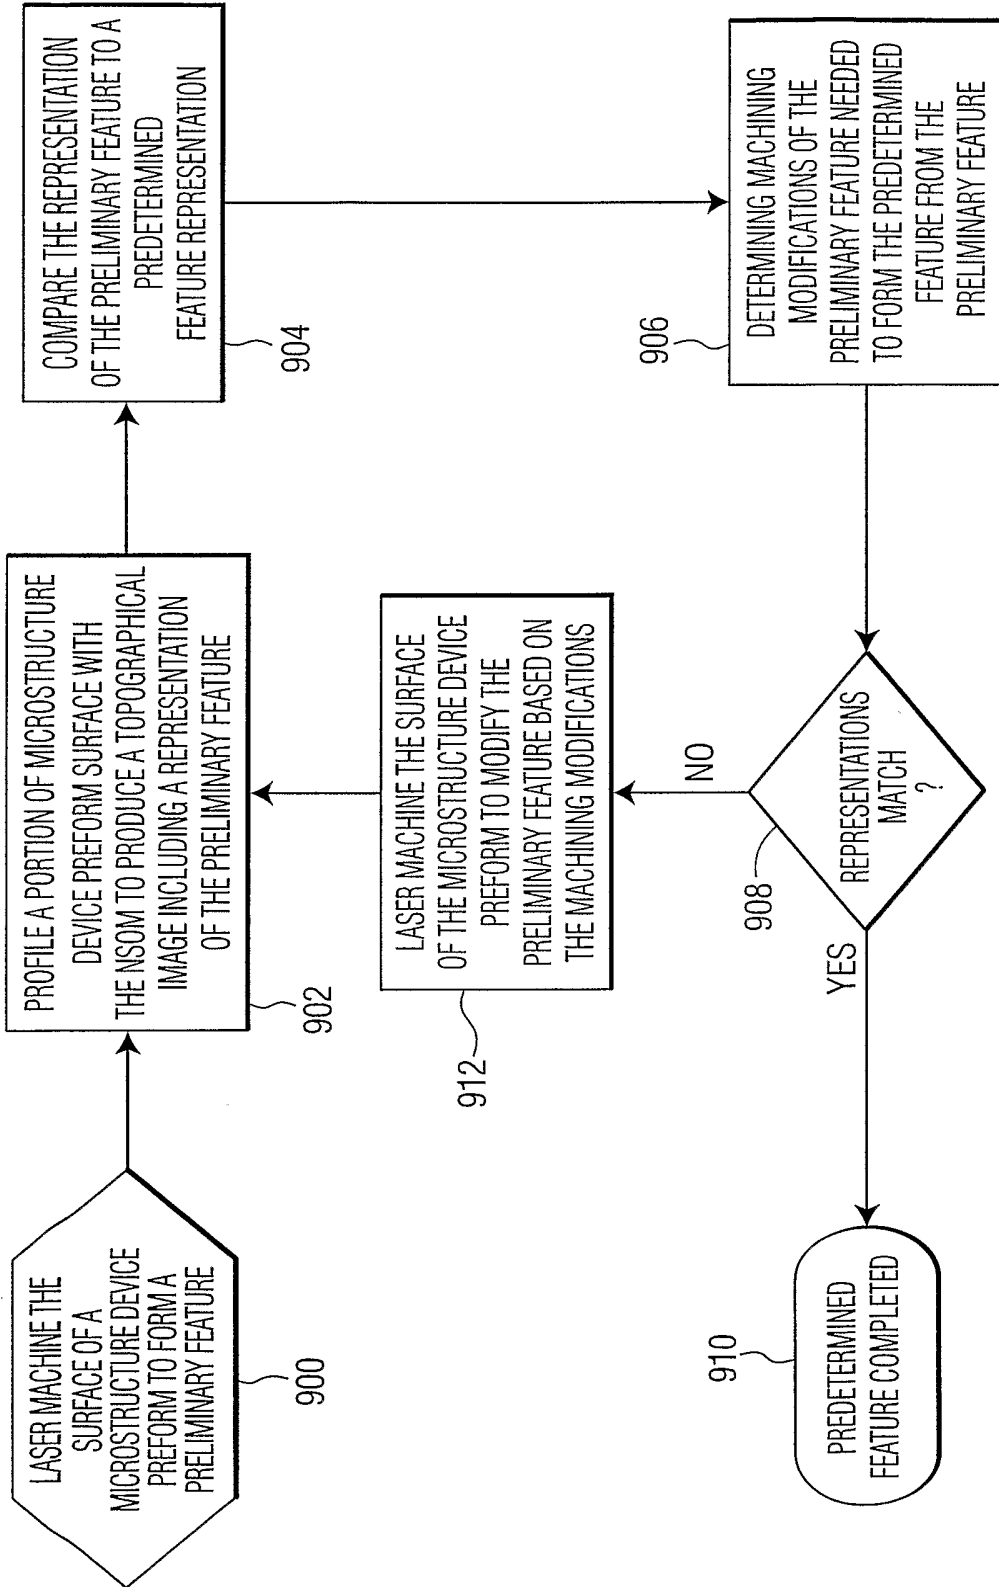 LASER MACHINE THE
SURFACE OF A
MICROSTRUCTURE DEVICE
PREFORM TO FORM A
PRELIMINARY FEATURE
900
PROFILE A PORTION OF MICROSTRUCTURE
DEVICE PREFORM SURFACE WITH
THE NSOM TO PRODUCE A TOPOGRAPHICAL
IMAGE INCLUDING A REPRESENTATION
OF THE PRELIMINARY FEATURE
902
COMPARE THE REPRESENTATION
OF THE PRELIMINARY FEATURE TO A
PREDETERMINED
FEATURE REPRESENTATION
904
DETERMINING MACHINING
MODIFICATIONS OF THE
PRELIMINARY FEATURE NEEDED
TO FORM THE PREDETERMINED
FEATURE FROM THE
PRELIMINARY FEATURE
906
REPRESENTATIONS
MATCH
?
908
NO
YES
LASER MACHINE THE SURFACE
OF THE MICROSTRUCTURE DEVICE
PREFORM TO MODIFY THE
PRELIMINARY FEATURE BASED ON
THE MACHINING MODIFICATIONS
912
PREDETERMINED
FEATURE COMPLETED
910